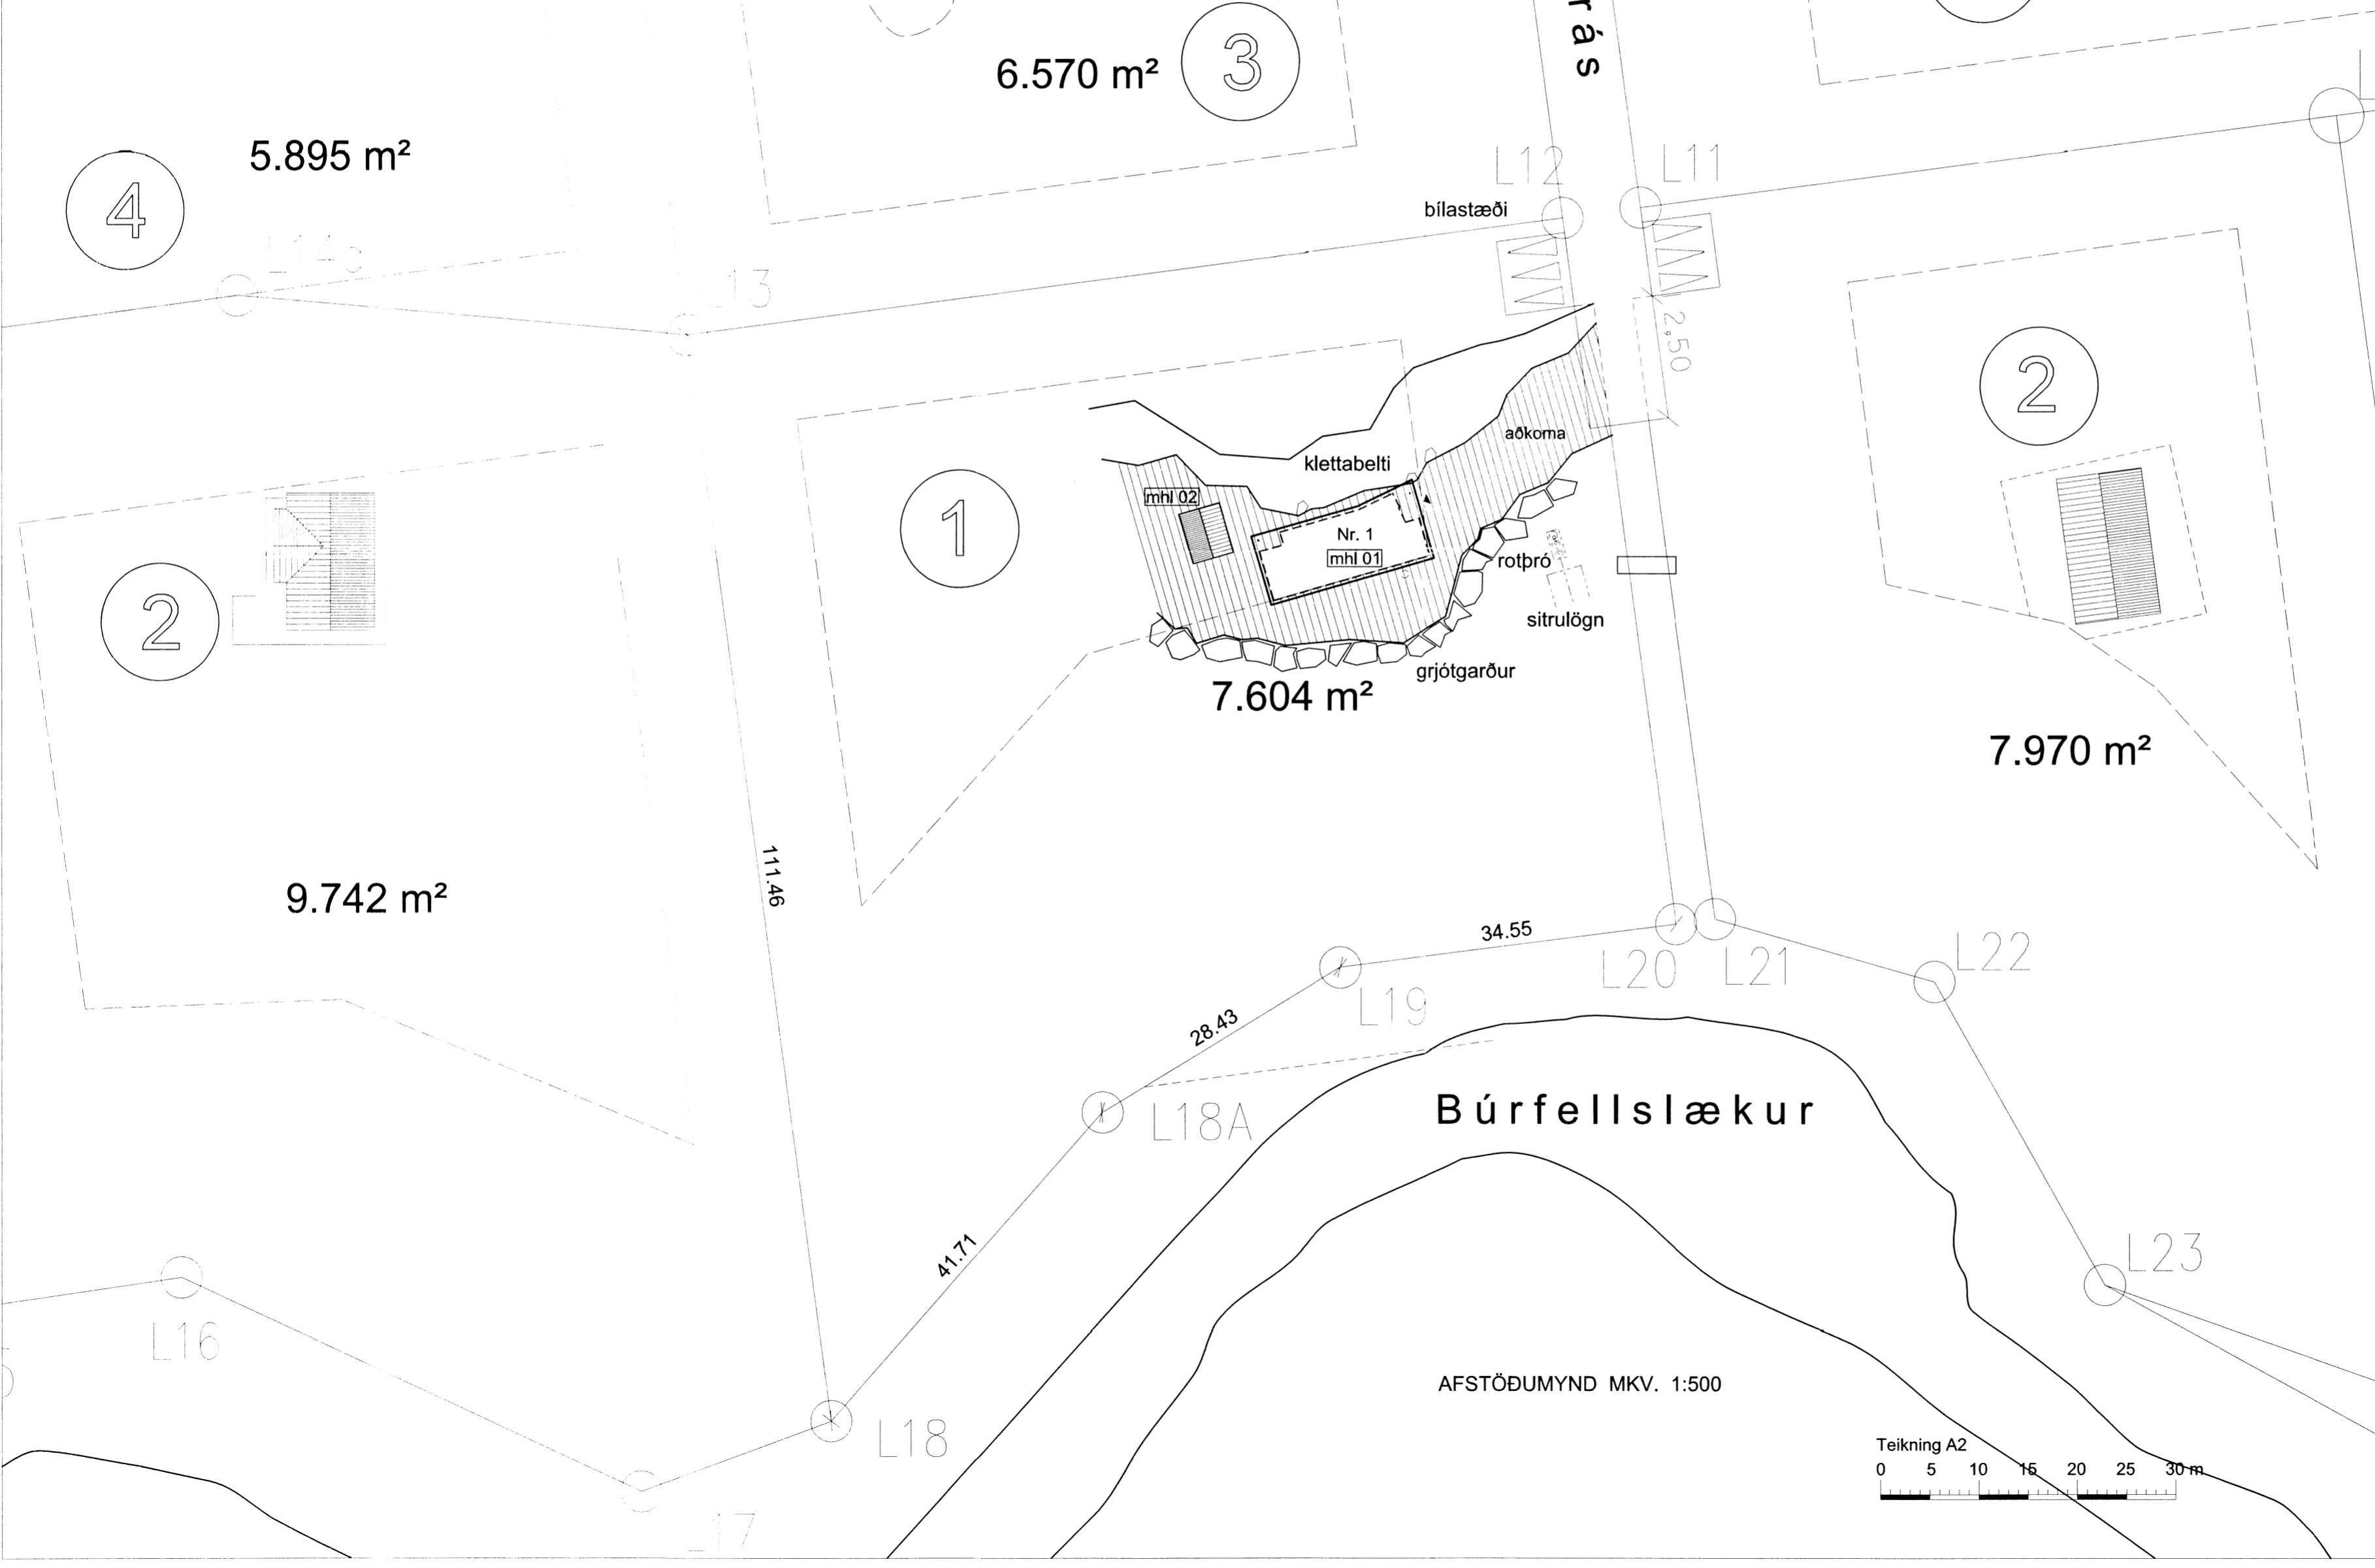 rás
6.570 m²
3
5.895 m²
4
L12
L11
bílastæði
L13
2,50
2
aðkoma
klettabelti
mhl 02
1
Nr. 1
mhl 01
rotþró
sitrulögn
2
grjótgarður
7.604 m²
7.970 m²
111.46
9.742 m²
34.55
L20
L21
L22
L19
28.43
L18A
Búrfellslækur
41.71
L23
L16
AFSTÖÐUMYND MKV. 1:500
L18
Teikning A2
0 5 10 15 20 25 30 m
L17